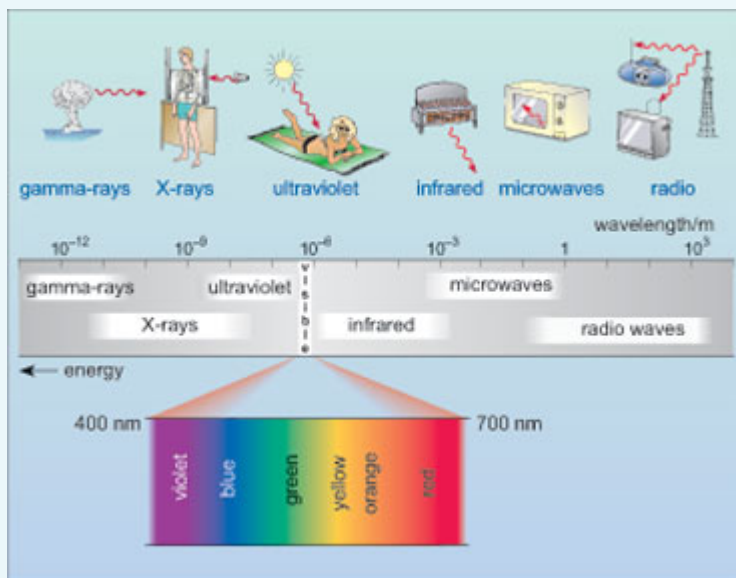 gamma-rays X-rays ultraviolet infrared microwaves radio
wavelength/m
10⁻¹² 10⁻⁹ 10⁻⁶ 10⁻³ 1 10³
gamma-rays ultraviolet visible microwaves
X-rays infrared radio waves
← energy
400 nm 700 nm
violet blue green yellow orange red